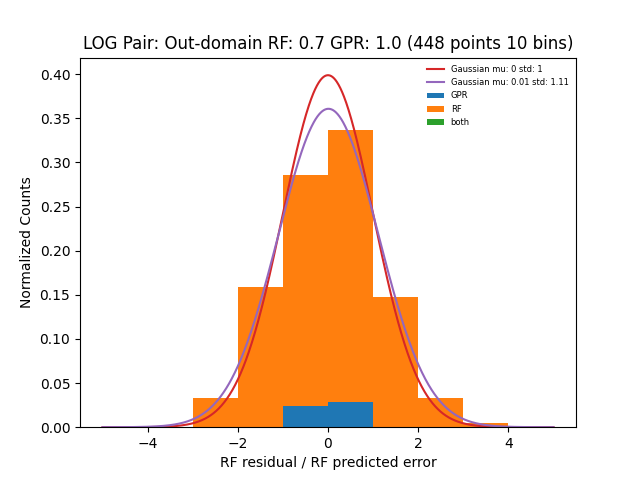 LOG Pair: Out-domain RF: 0.7 GPR: 1.0 (448 points 10 bins)
Gaussian mu: 0 std: 1
Gaussian mu: 0.01 std: 1.11
GPR
RF
both
Normalized Counts
0.40
0.35
0.30
0.25
0.20
0.15
0.10
0.05
0.00
−4
−2
0
2
4
RF residual / RF predicted error